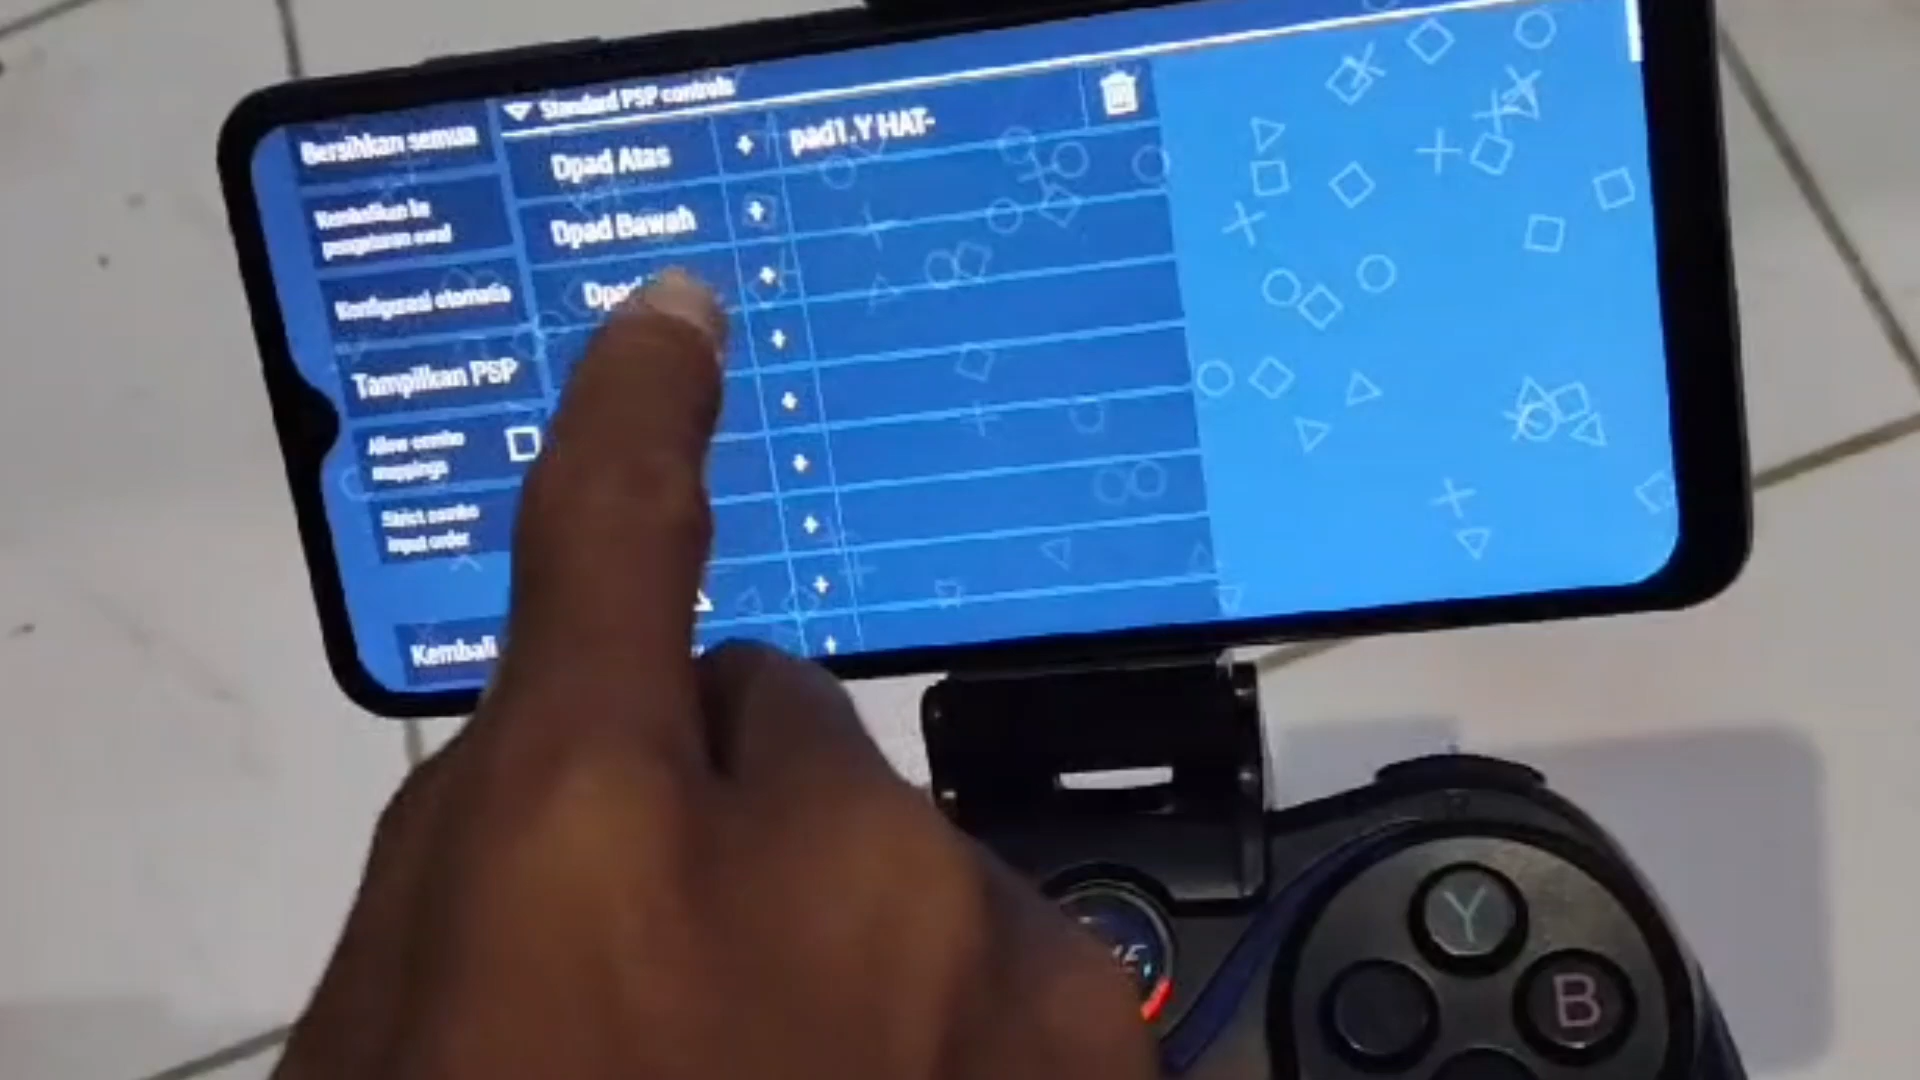 Standard PSP controls
Bersihkan semua
Dpad Atas
+
pad1.Y HAT-
Kembalikan ke
pengaturan awal
Dpad Bawah
+
Konfigurasi otomatis
Dpad
+
Tampilkan PSP
+
+
Allow combo
mappings
+
Strict combo
input order
+
+
Kembali
+
Y
B